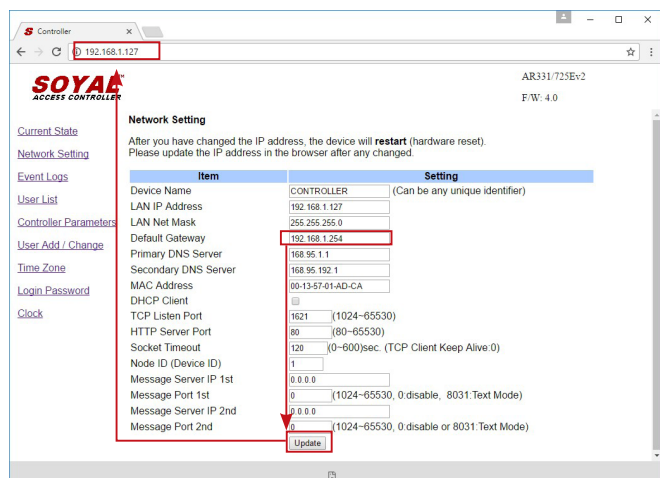 S Controller
192.168.1.127
SOYAL
ACCESS CONTROLLER
AR331/725Ev2
F/W: 4.0
Current State
Network Setting
Event Logs
User List
Controller Parameters
User Add / Change
Time Zone
Login Password
Clock
Network Setting
After you have changed the IP address, the device will restart (hardware reset).
Please update the IP address in the browser after any changed.
Item Setting
Device Name CONTROLLER (Can be any unique identifier)
LAN IP Address 192.168.1.127
LAN Net Mask 255.255.255.0
Default Gateway 192.168.1.254
Primary DNS Server 168.95.1.1
Secondary DNS Server 168.95.192.1
MAC Address 00-13-57-01-AD-CA
DHCP Client
TCP Listen Port 1621 (1024~65530)
HTTP Server Port 80 (80~65530)
Socket Timeout 120 (0~600)sec. (TCP Client Keep Alive:0)
Node ID (Device ID) 1
Message Server IP 1st 0.0.0.0
Message Port 1st 0 (1024~65530, 0:disable, 8031:Text Mode)
Message Server IP 2nd 0.0.0.0
Message Port 2nd 0 (1024~65530, 0:disable or 8031:Text Mode)
Update